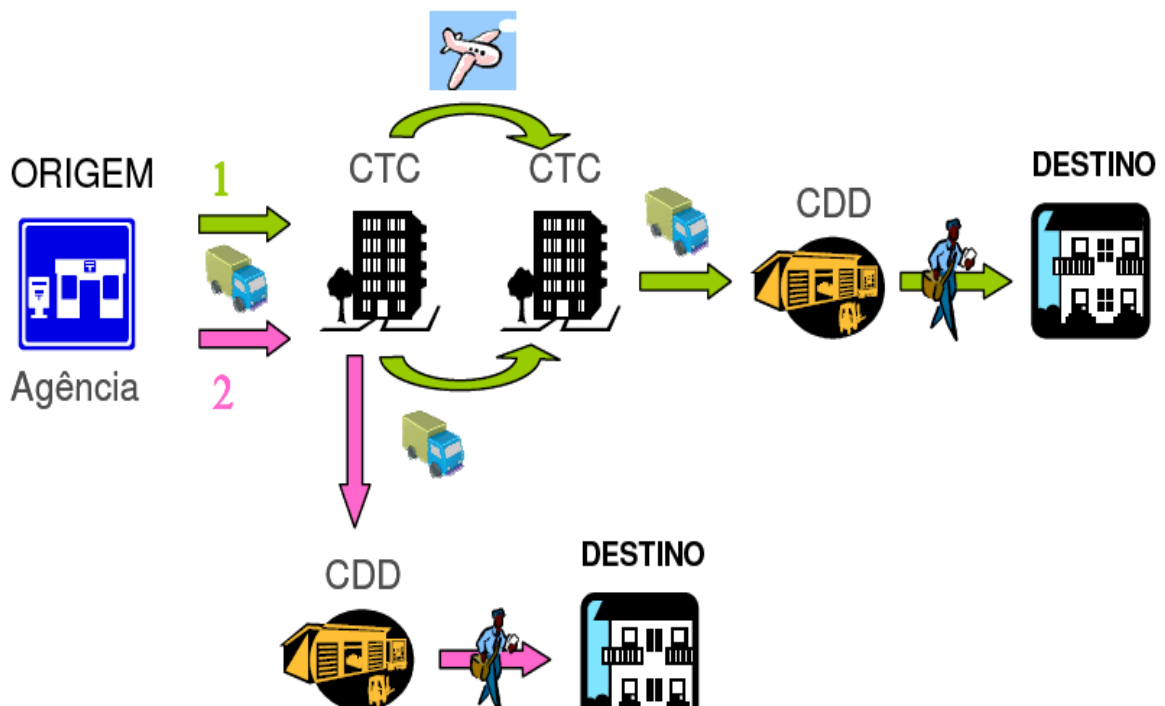 ORIGEM
1
CTC
CTC
CDD
DESTINO
Agência
2
CDD
DESTINO